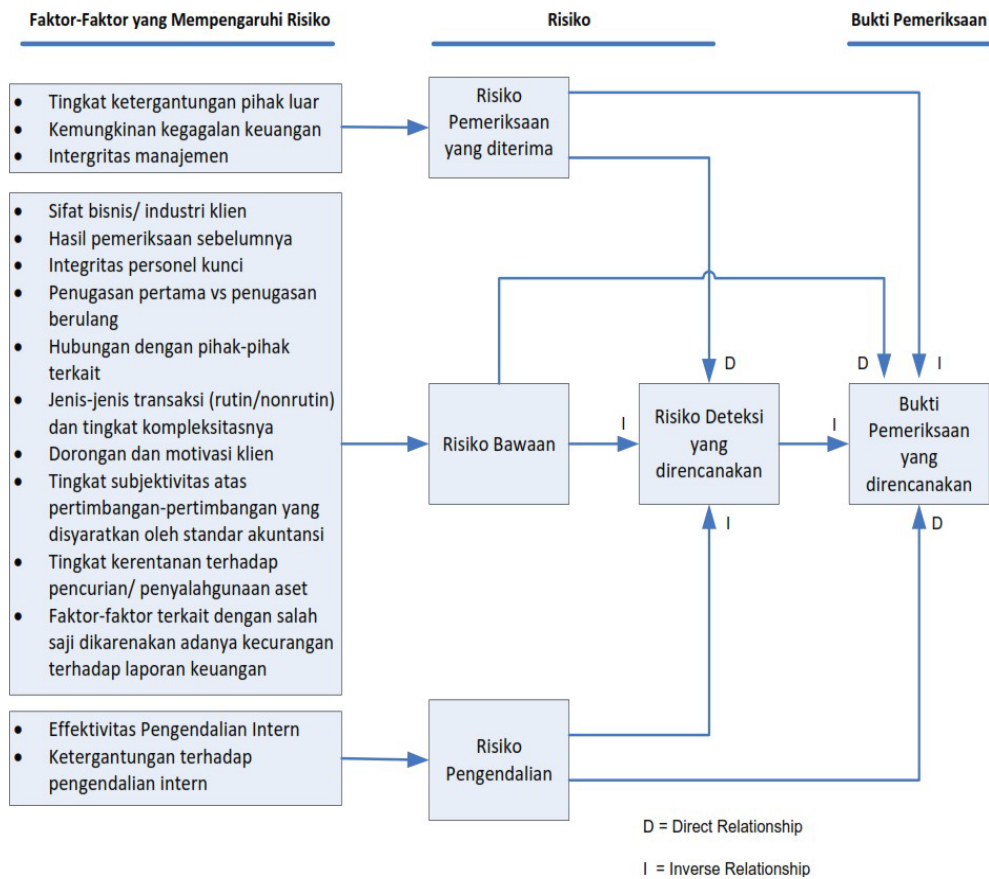 Faktor-Faktor yang Mempengaruhi Risiko
Risiko
Bukti Pemeriksaan
• Tingkat ketergantungan pihak luar
• Kemungkinan kegagalan keuangan
• Intergritas manajemen
Risiko
Pemeriksaan
yang diterima
• Sifat bisnis/ industri klien
• Hasil pemeriksaan sebelumnya
• Integritas personel kunci
• Penugasan pertama vs penugasan
berulang
• Hubungan dengan pihak-pihak
terkait
• Jenis-jenis transaksi (rutin/nonrutin)
dan tingkat kompleksitasnya
• Dorongan dan motivasi klien
• Tingkat subjektivitas atas
pertimbangan-pertimbangan yang
disyaratkan oleh standar akuntansi
• Tingkat kerentanan terhadap
pencurian/ penyalahgunaan aset
• Faktor-faktor terkait dengan salah
saji dikarenakan adanya kecurangan
terhadap laporan keuangan
Risiko Bawaan
I
D
Risiko Deteksi
yang
direncanakan
I
I
D
I
Bukti
Pemeriksaan
yang
direncanakan
D
• Effektivitas Pengendalian Intern
• Ketergantungan terhadap
pengendalian intern
Risiko
Pengendalian
D = Direct Relationship
I = Inverse Relationship